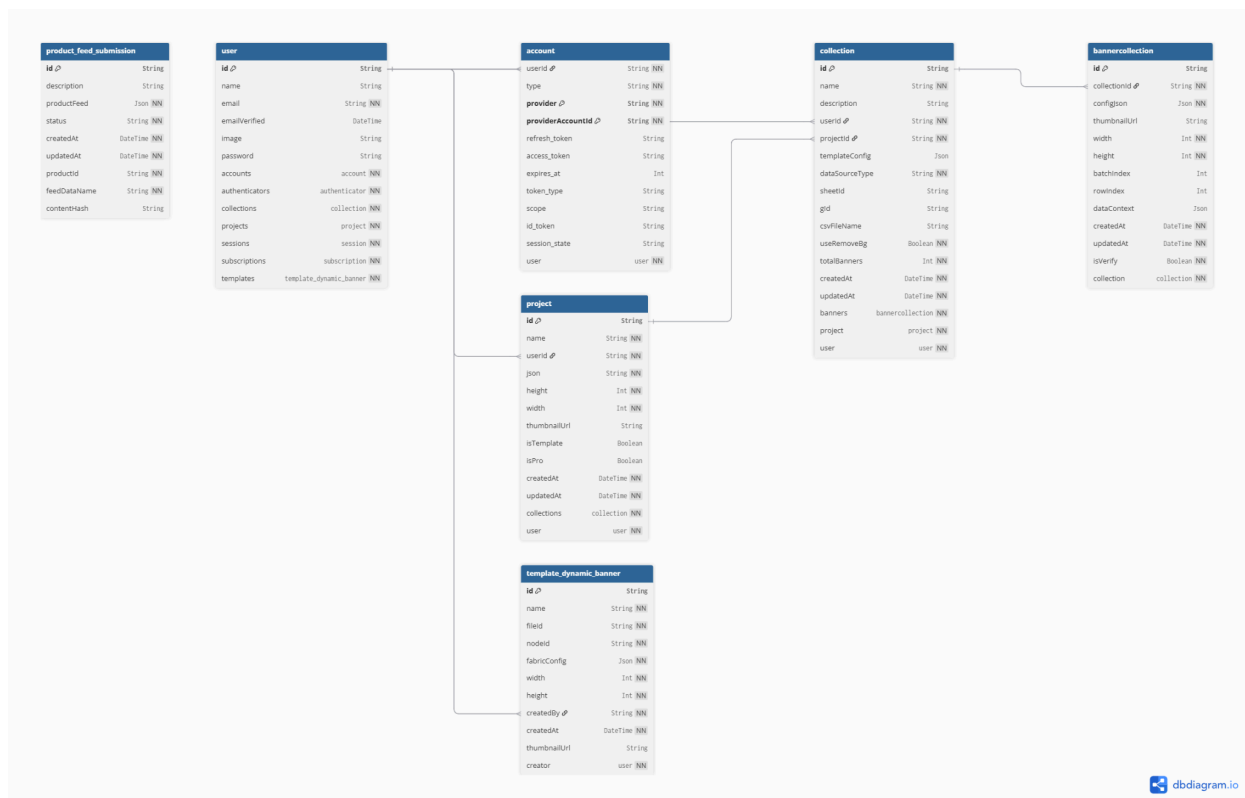 product_feed_submission
id String
description String
productFeed Json NN
status String NN
createdAt DateTime NN
updatedAt DateTime NN
productId String NN
feedDataName String NN
contentHash String
user
id String
name String
email String NN
emailVerified DateTime
image String
password String
accounts account NN
authenticators authenticator NN
collections collection NN
projects project NN
sessions session NN
subscriptions subscription NN
templates template_dynamic_banner NN
account
userId String NN
type String NN
provider String NN
providerAccountId String NN
refresh_token String
access_token String
expires_at Int
token_type String
scope String
id_token String
session_state String
user user NN
project
id String
name String NN
userId String NN
json String NN
height Int NN
width Int NN
thumbnailUrl String
isTemplate Boolean
isPro Boolean
createdAt DateTime NN
updatedAt DateTime NN
collections collection NN
user user NN
template_dynamic_banner
id String
name String NN
fileId String NN
nodeId String NN
fabricConfig Json NN
width Int NN
height Int NN
createdBy String NN
createdAt DateTime NN
thumbnailUrl String
creator user NN
collection
id String
name String NN
description String
userId String NN
projectId String NN
templateConfig Json
dataSourceType String NN
sheetId String
gid String
csvFileName String
useRemoveBg Boolean NN
totalBanners Int NN
createdAt DateTime NN
updatedAt DateTime NN
banners bannercollection NN
project project NN
user user NN
bannercollection
id String
collectionId String NN
configJson Json NN
thumbnailUrl String
width Int NN
height Int NN
batchIndex Int
rowIndex Int
dataContext Json
createdAt DateTime NN
updatedAt DateTime NN
isVerify Boolean NN
collection collection NN
dbdiagram.io